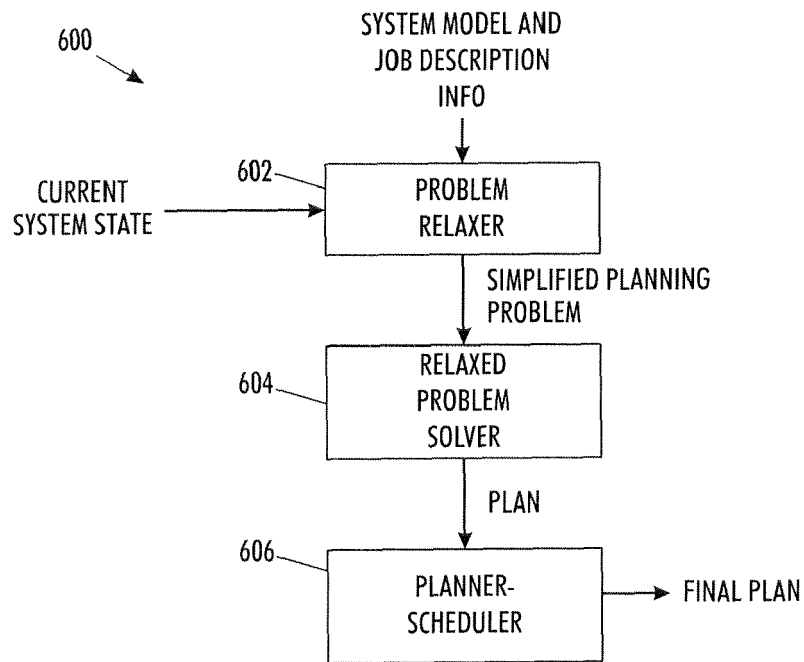 600
SYSTEM MODEL AND
JOB DESCRIPTION
INFO
602
PROBLEM
RELAXER
CURRENT
SYSTEM STATE
SIMPLIFIED PLANNING
PROBLEM
604
RELAXED
PROBLEM
SOLVER
PLAN
606
PLANNER-
SCHEDULER
FINAL PLAN